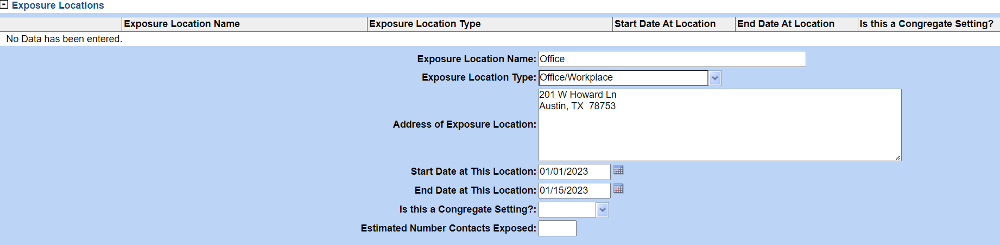 Exposure Locations
Exposure Location Name Exposure Location Type Start Date At Location End Date At Location Is this a Congregate Setting?
No Data has been entered.
Exposure Location Name: Office
Exposure Location Type: Office/Workplace
201 W Howard Ln
Austin, TX  78753
Address of Exposure Location:
Start Date at This Location: 01/01/2023
End Date at This Location: 01/15/2023
Is this a Congregate Setting?:
Estimated Number Contacts Exposed: